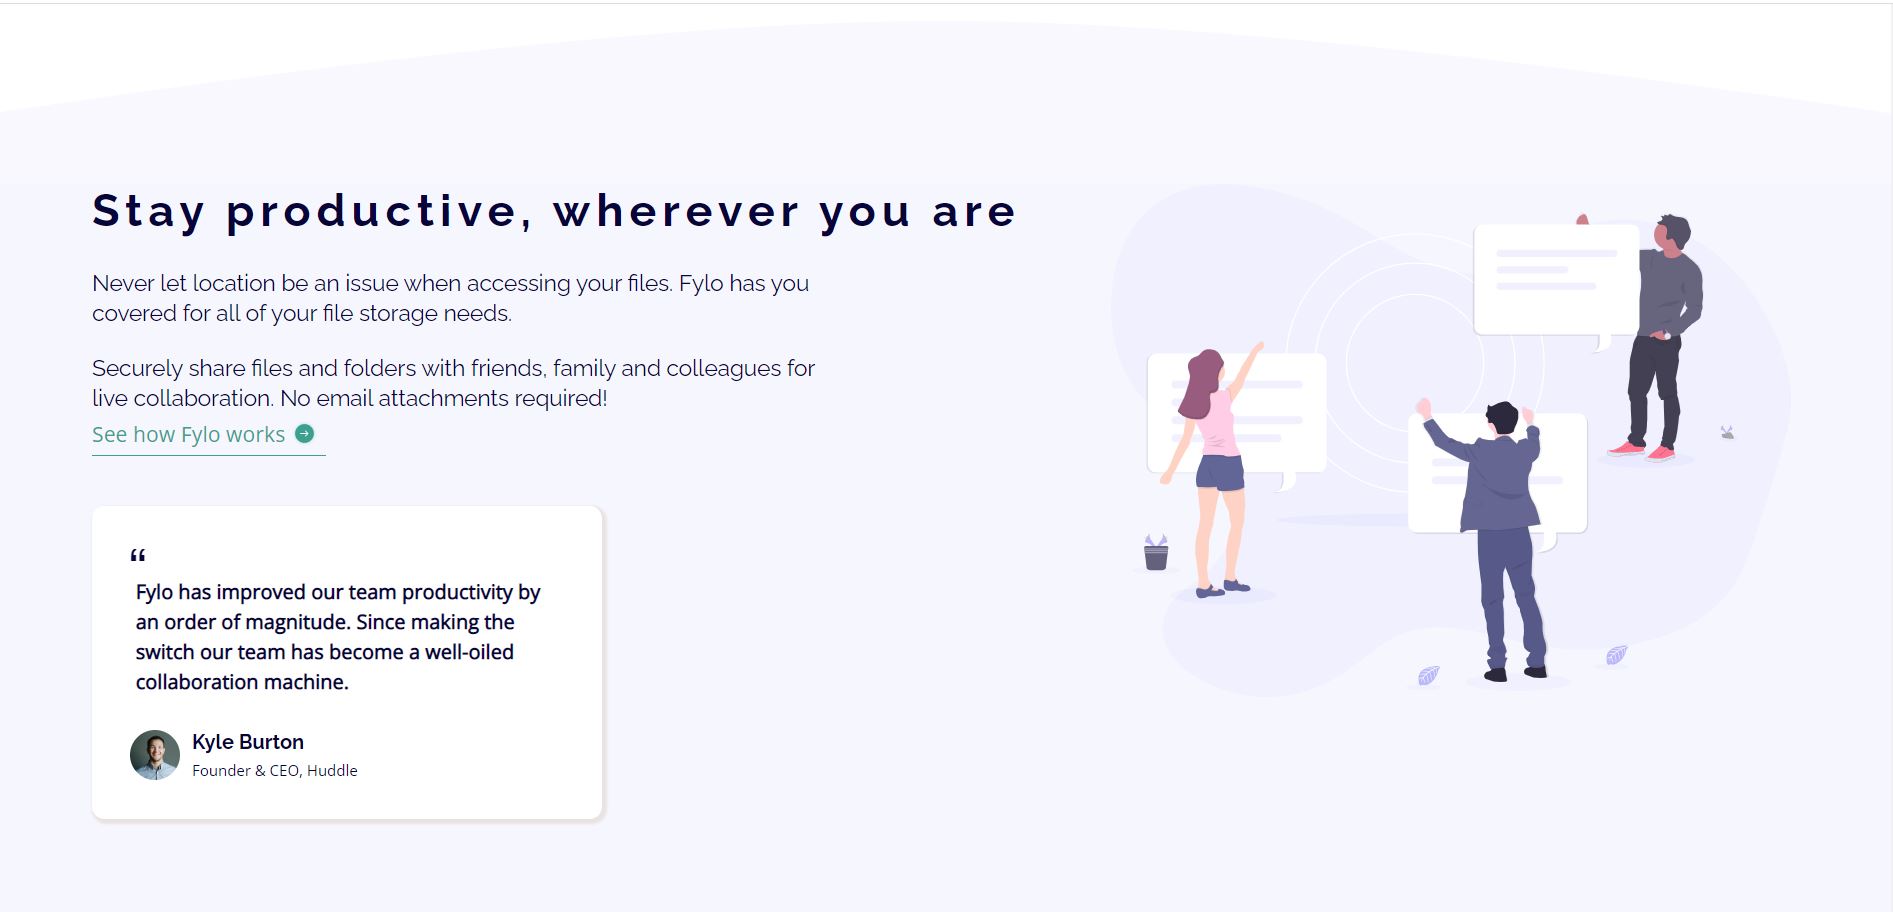 Stay productive, wherever you are
Never let location be an issue when accessing your files. Fylo has you
covered for all of your file storage needs.
Securely share files and folders with friends, family and colleagues for
live collaboration. No email attachments required!
See how Fylo works
“
Fylo has improved our team productivity by
an order of magnitude. Since making the
switch our team has become a well-oiled
collaboration machine.
Kyle Burton
Founder & CEO, Huddle